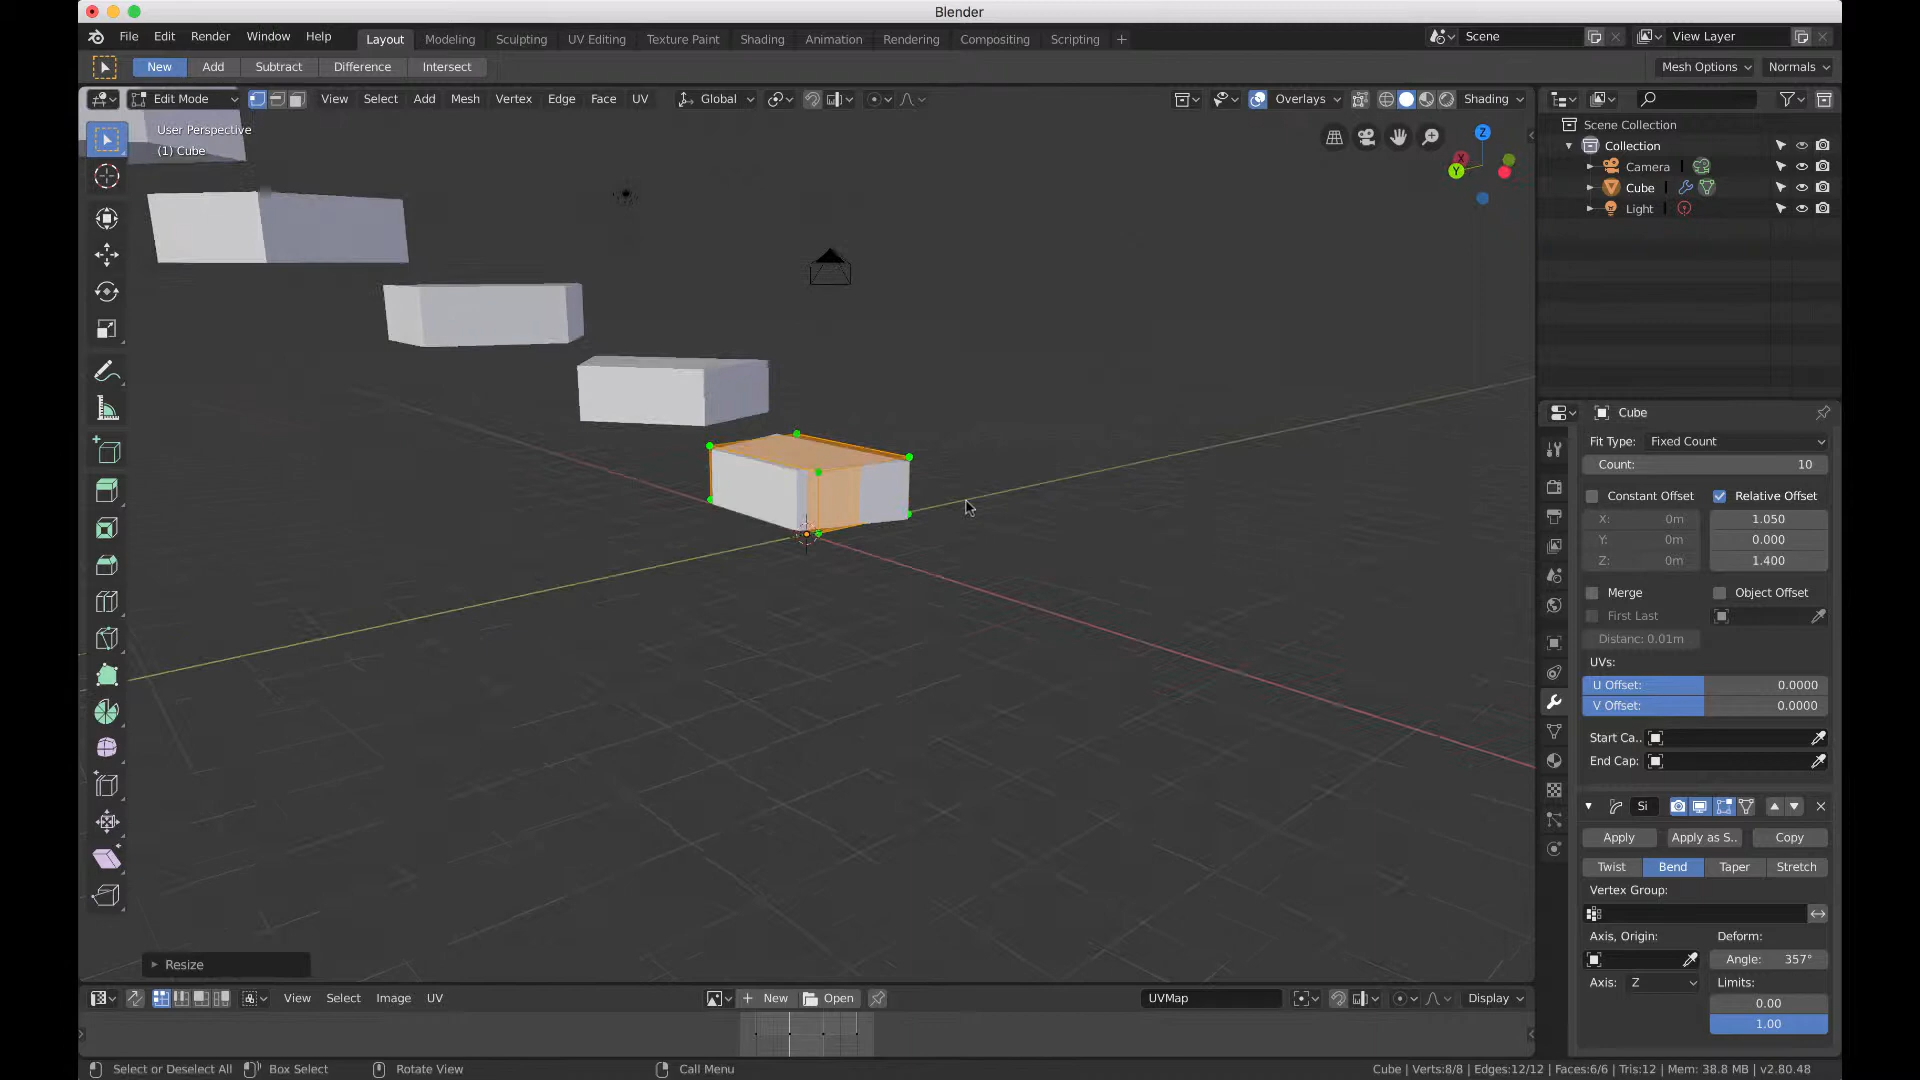 Blender
File Edit Render Window Help Layout Modeling Sculpting UV Editing Texture Paint Shading Animation Rendering Compositing Scripting Scene View Layer
New Add Subtract Difference Intersect Mesh Options Normals
Edit Mode View Select Add Mesh Vertex Edge Face UV Global Overlays Shading
User Perspective
(1) Cube
Z
X
Y
Scene Collection
Collection
Camera
Cube
Light
Cube
Fit Type: Fixed Count
Count: 10
Constant Offset Relative Offset
X: 0m 1.050
Y: 0m 0.000
Z: 0m 1.400
Merge Object Offset
First Last
Distanc: 0.01m
UVs:
U Offset: 0.0000
V Offset: 0.0000
Start Ca..
End Cap:
Si
Apply Apply as S.. Copy
Twist Bend Taper Stretch
Vertex Group:
Axis, Origin: Deform:
Angle: 357°
Axis: Z Limits:
0.00
1.00
Resize
View Select Image UV New Open UVMap Display
Select or Deselect All Box Select Rotate View Call Menu Cube | Verts:8/8 | Edges:12/12 | Faces:6/6 | Tris:12 | Mem: 38.8 MB | v2.80.48